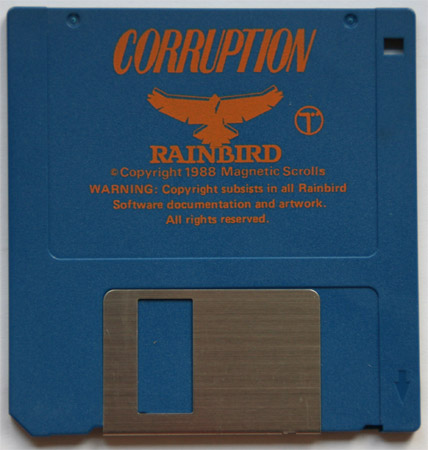 CORRUPTION
T
RAINBIRD
© Copyright 1988 Magnetic Scrolls
WARNING: Copyright subsists in all Rainbird
Software documentation and artwork.
All rights reserved.